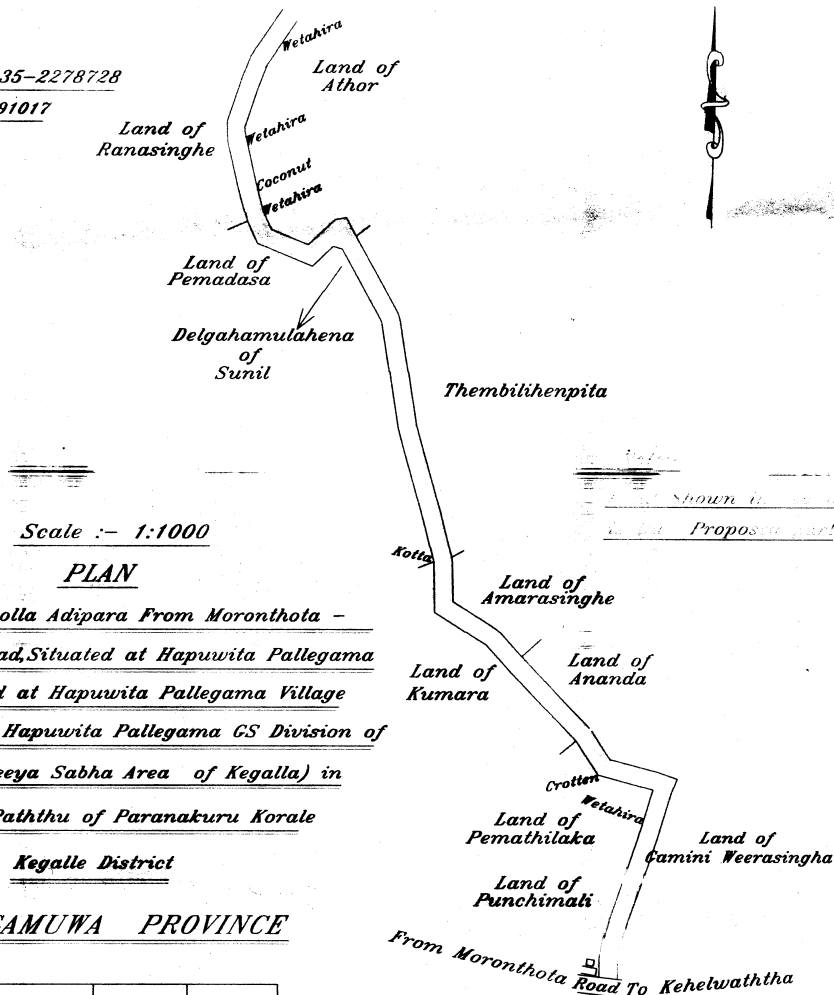 Wetahira
Land of
Athor
35-2278728
91017
Land of
Ranasinghe
Wetahira
Coconut
Wetahira
Land of
Pemadasa
Delgahamulahena
of
Sunil
Thembilihenpita
Shown
Proposed
Scale :- 1:1000
PLAN
olla Adipara From Moronthota -
ad,Situated at Hapuwita Pallegama
d at Hapuwita Pallegama Village
Hapuwita Pallegama GS Division of
eeya Sabha Area of Kegalla) in
Paththu of Paranakuru Korale
Kegalle District
GAMUWA PROVINCE
Kotta
Land of
Amarasinghe
Land of
Ananda
Land of
Kumara
Crotten
Wetahira
Land of
Pemathilaka
Land of
Gamini Weerasingha
Land of
Punchimali
From Moronthota Road To Kehelwaththa